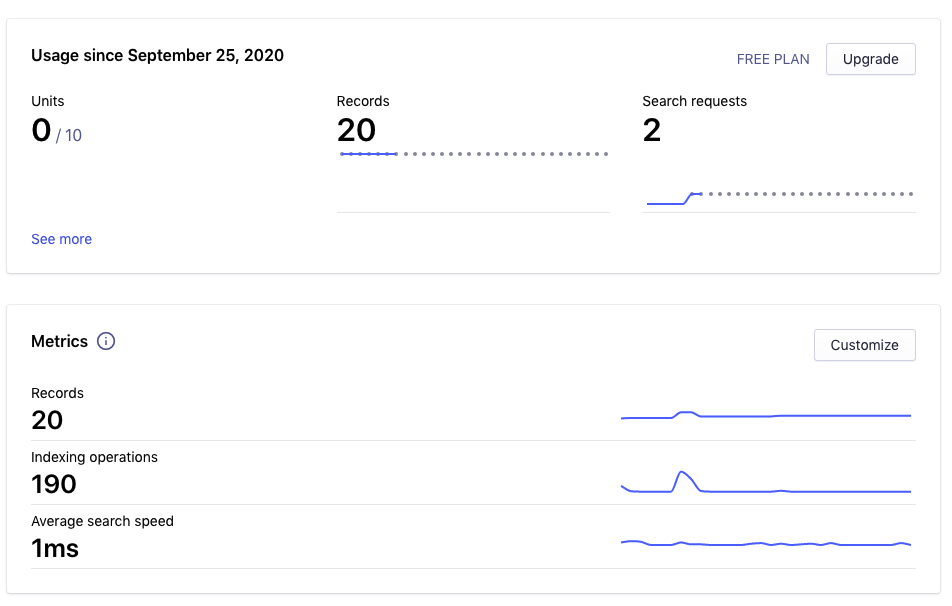 Usage since September 25, 2020
FREE PLAN
Upgrade
Units
0 / 10
Records
20
Search requests
2
See more
Metrics
Customize
Records
20
Indexing operations
190
Average search speed
1ms